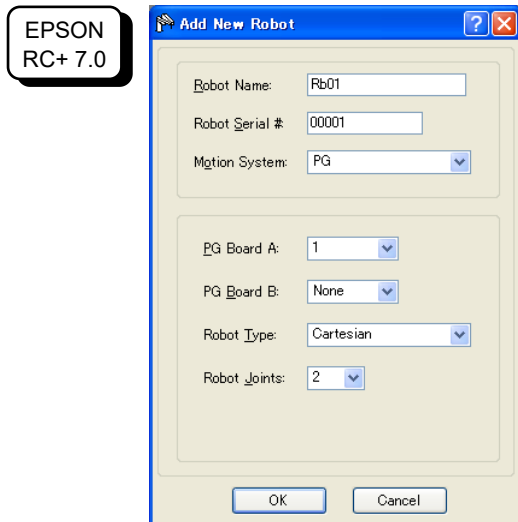 EPSON
RC+ 7.0
Add New Robot
Robot Name: Rb01
Robot Serial # 00001
Motion System: PG
PG Board A: 1
PG Board B: None
Robot Type: Cartesian
Robot Joints: 2
OK Cancel